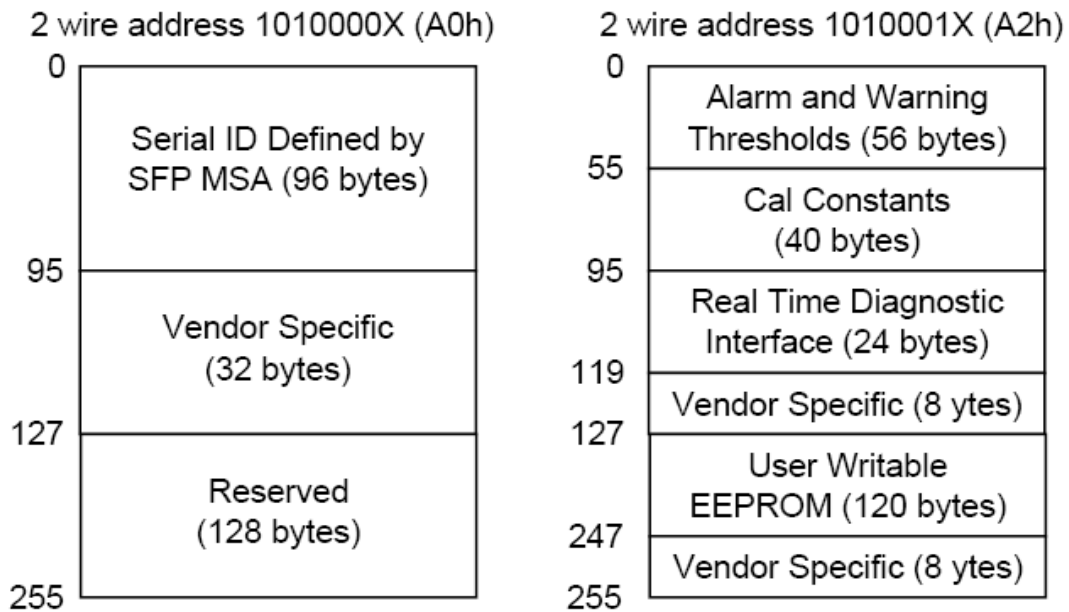 2 wire address 1010000X (A0h)
0
Serial ID Defined by
SFP MSA (96 bytes)
95
Vendor Specific
(32 bytes)
127
Reserved
(128 bytes)
255
2 wire address 1010001X (A2h)
0
Alarm and Warning
Thresholds (56 bytes)
55
Cal Constants
(40 bytes)
95
Real Time Diagnostic
Interface (24 bytes)
119
Vendor Specific (8 ytes)
127
User Writable
EEPROM (120 bytes)
247
Vendor Specific (8 ytes)
255